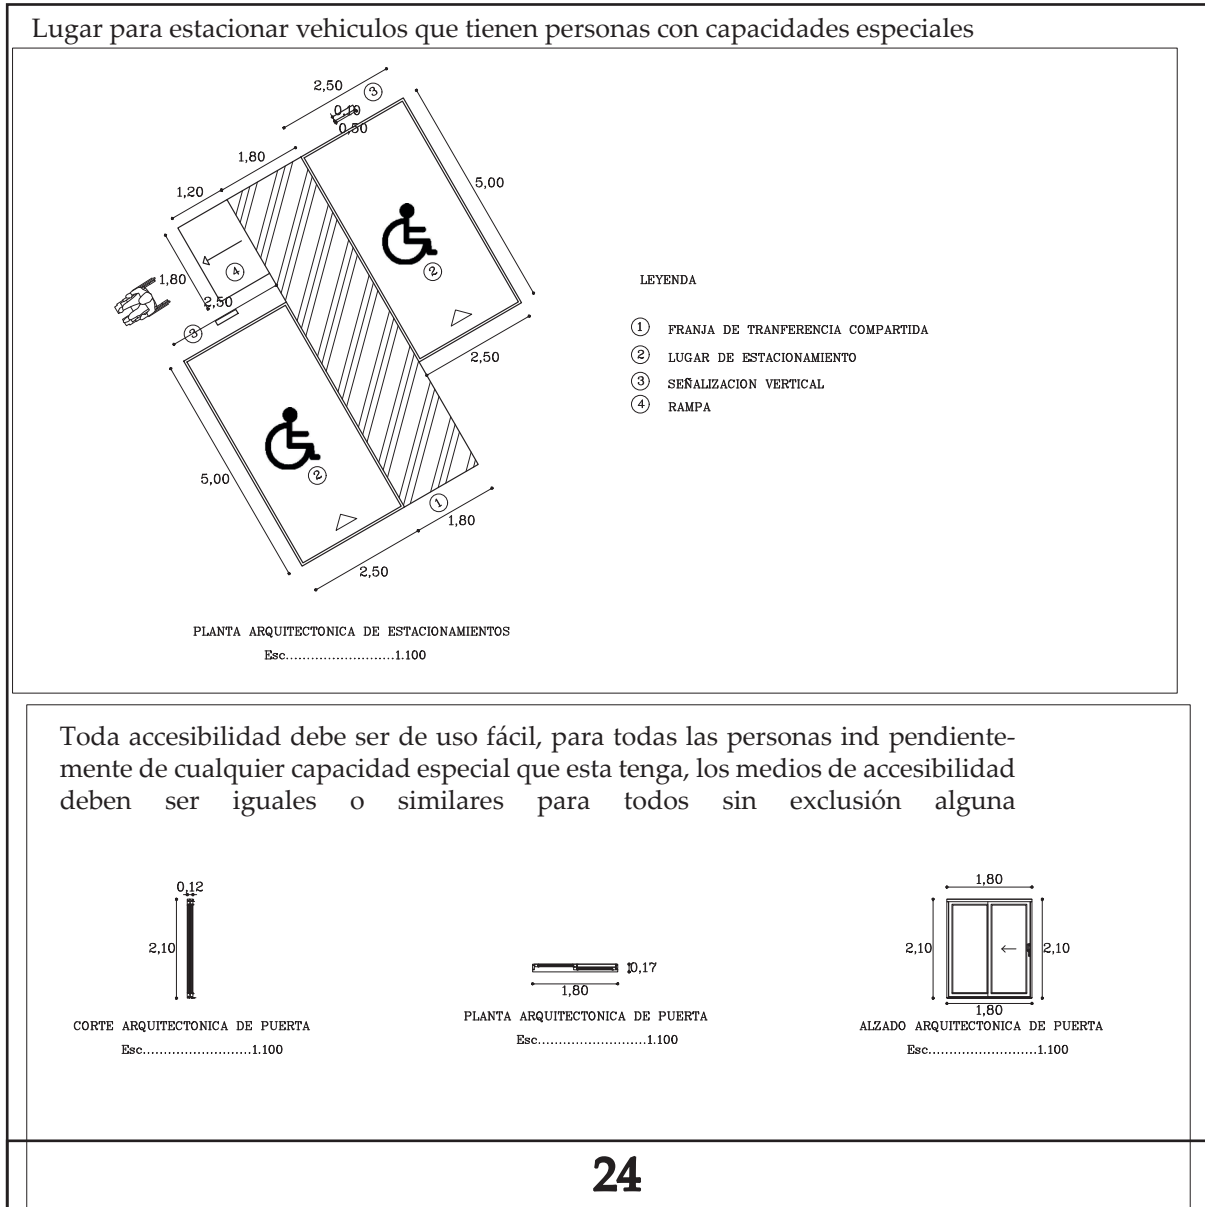 Lugar para estacionar vehiculos que tienen personas con capacidades especiales
2,50
3
0,10
0,50
1,80
1,20
5,00
2
4
1,80
2,50
3
2,50
LEYENDA
1 FRANJA DE TRANFERENCIA COMPARTIDA
2 LUGAR DE ESTACIONAMIENTO
3 SEÑALIZACION VERTICAL
4 RAMPA
5,00
2
1
1,80
2,50
PLANTA ARQUITECTONICA DE ESTACIONAMIENTOS
Esc..........................1.100
Toda accesibilidad debe ser de uso fácil, para todas las personas ind pendiente-
mente de cualquier capacidad especial que esta tenga, los medios de accesibilidad
deben ser iguales o similares para todos sin exclusión alguna
0,12
2,10
CORTE ARQUITECTONICA DE PUERTA
Esc..........................1.100
0,17
1,80
PLANTA ARQUITECTONICA DE PUERTA
Esc..........................1.100
1,80
2,10
2,10
1,80
ALZADO ARQUITECTONICA DE PUERTA
Esc..........................1.100
24